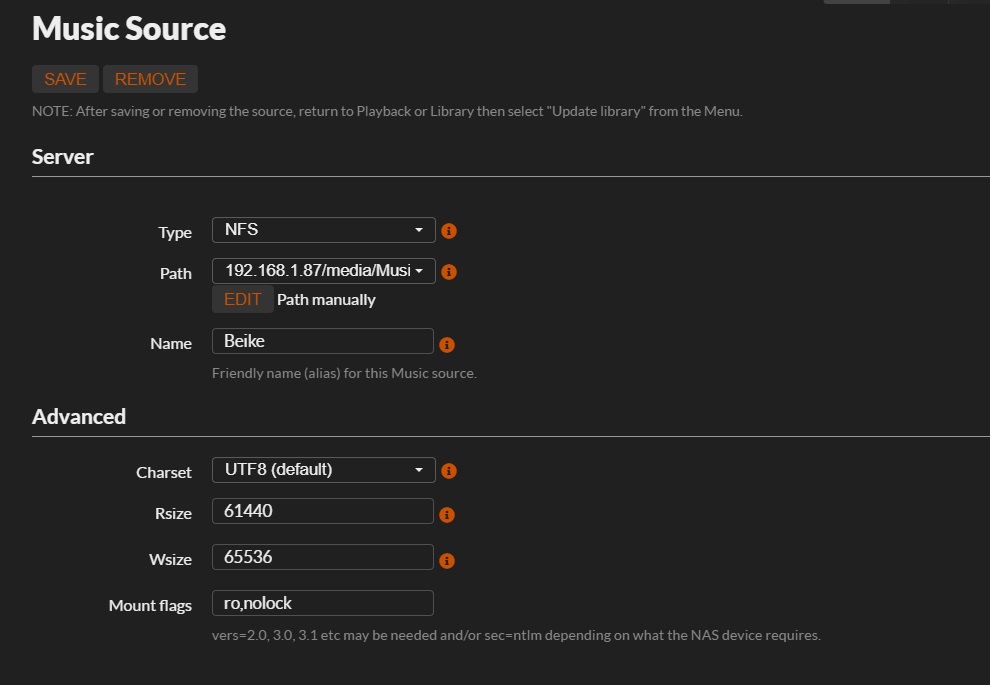 Music Source
SAVE REMOVE
NOTE: After saving or removing the source, return to Playback or Library then select "Update library" from the Menu.
Server
Type NFS
Path 192.168.1.87/media/Musi
EDIT Path manually
Name Beike
Friendly name (alias) for this Music source.
Advanced
Charset UTF8 (default)
Rsize 61440
Wsize 65536
Mount flags ro,nolock
vers=2.0, 3.0, 3.1 etc may be needed and/or sec=ntlm depending on what the NAS device requires.